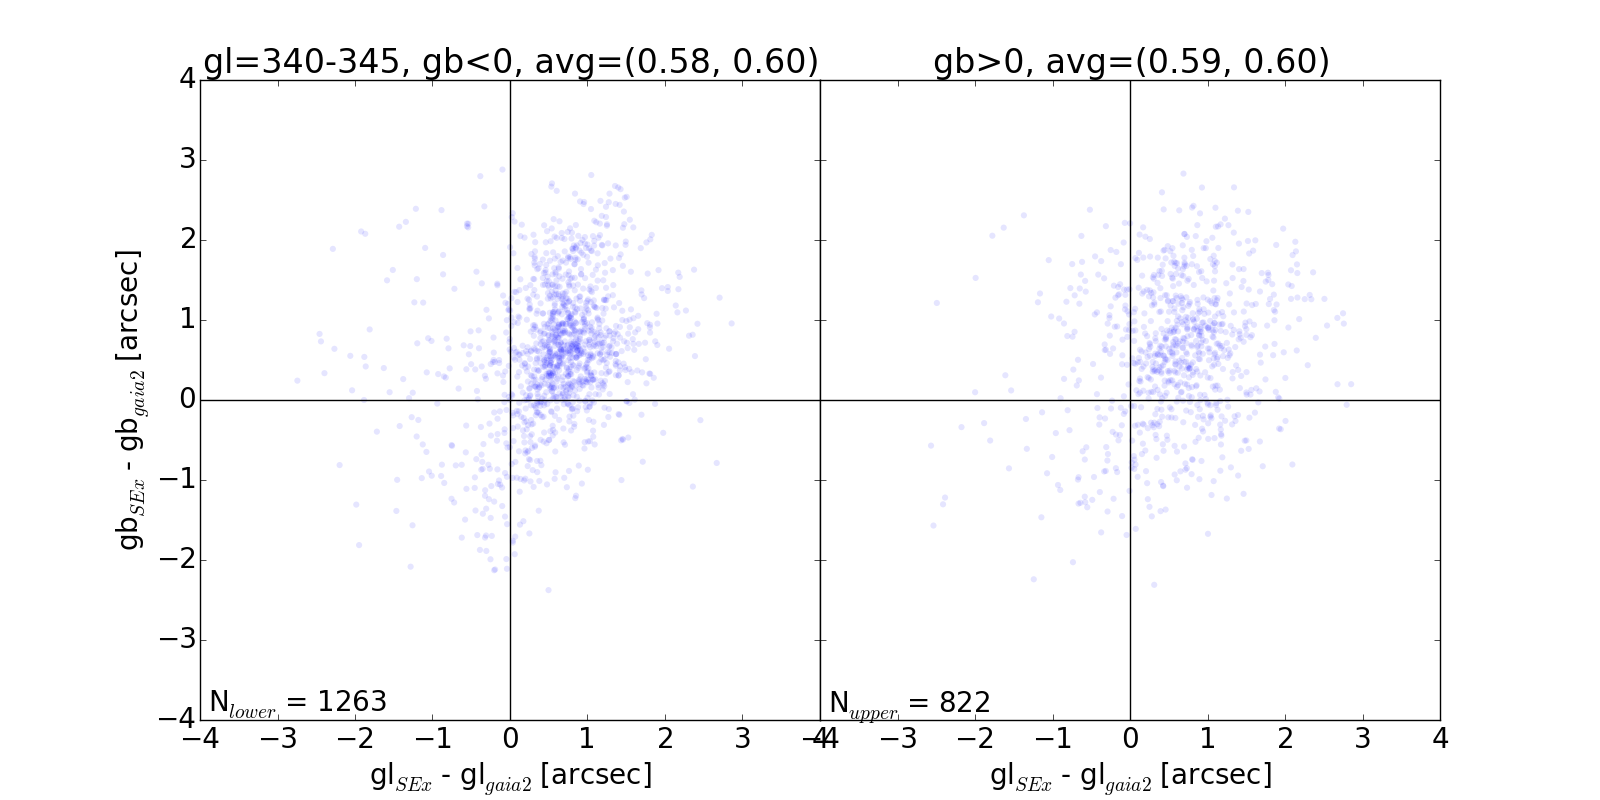 gl=340-345, gb<0, avg=(0.58, 0.60)
gb>0, avg=(0.59, 0.60)
4
3
2
1
0
−1
−2
−3
−4
gb_SEx - gb_gaia2 [arcsec]
N_lower = 1263
N_upper = 822
−4 −3 −2 −1 0 1 2 3 4
−4 −3 −2 −1 0 1 2 3 4
gl_SEx - gl_gaia2 [arcsec]
gl_SEx - gl_gaia2 [arcsec]